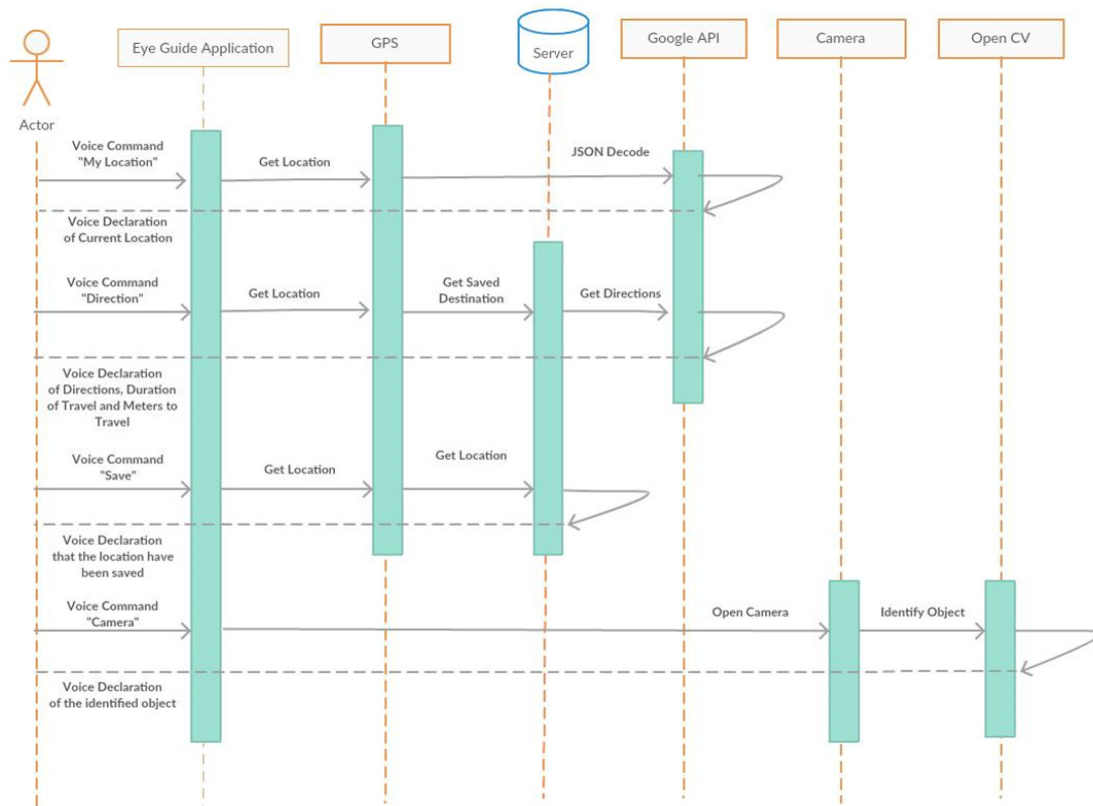 Eye Guide Application
GPS
Server
Google API
Camera
Open CV
Actor
Voice Command
"My Location"
Get Location
JSON Decode
Voice Declaration
of Current Location
Voice Command
"Direction"
Get Location
Get Saved
Destination
Get Directions
Voice Declaration
of Directions, Duration
of Travel and Meters to
Travel
Voice Command
"Save"
Get Location
Get Location
Voice Declaration
that the location have
been saved
Voice Command
"Camera"
Open Camera
Identify Object
Voice Declaration
of the identified object